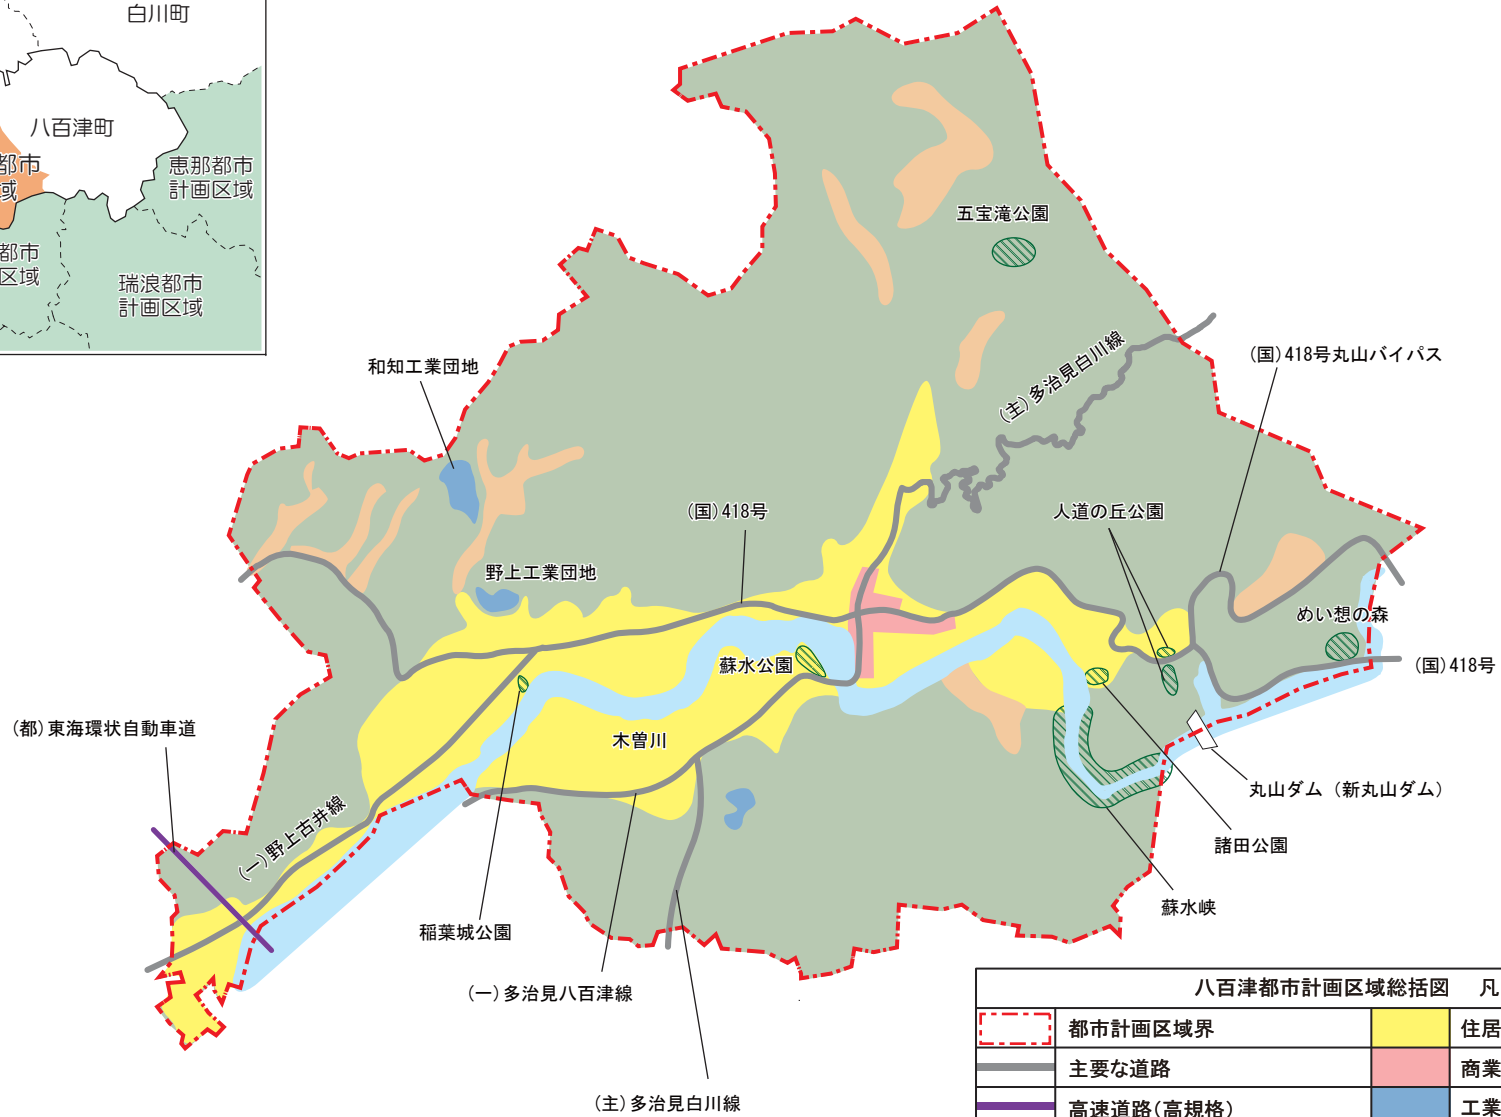 白川町
八百津町
都市
域
恵那都市
計画区域
都市
区域
瑞浪都市
計画区域
五宝滝公園
(主)多治見白川線
(国)418号丸山バイパス
和知工業団地
(国)418号
人道の丘公園
野上工業団地
めい想の森
蘇水公園
(国)418号
(都)東海環状自動車道
木曽川
丸山ダム（新丸山ダム）
(一)野上古井線
諸田公園
蘇水峡
稲葉城公園
(一)多治見八百津線
(主)多治見白川線
八百津都市計画区域総括図　凡
都市計画区域界
住居
主要な道路
商業
高速道路(高規格)
工業